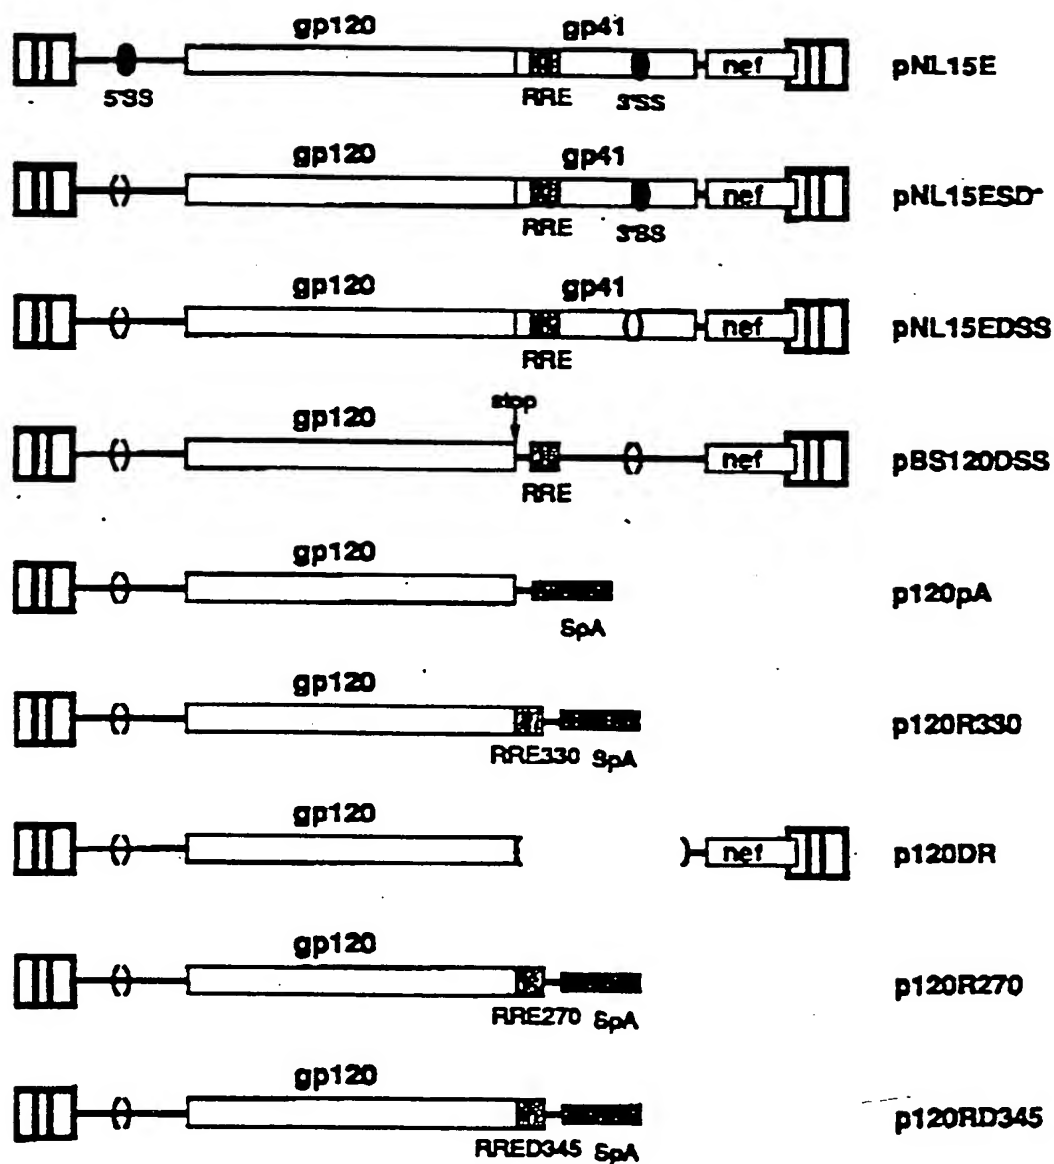 gp120 gp41
nef pNL15E
5'SS RRE 3'SS
gp120 gp41
nef pNL15ESD-
RRE 3'SS
gp120 gp41
nef pNL15EDSS
RRE
stop
gp120
nef pBS120DSS
RRE
gp120
p120pA
SpA
gp120
p120R330
RRE330 SpA
gp120
nef p120DR
gp120
p120R270
RRE270 SpA
gp120
p120RD345
RRED345 SpA